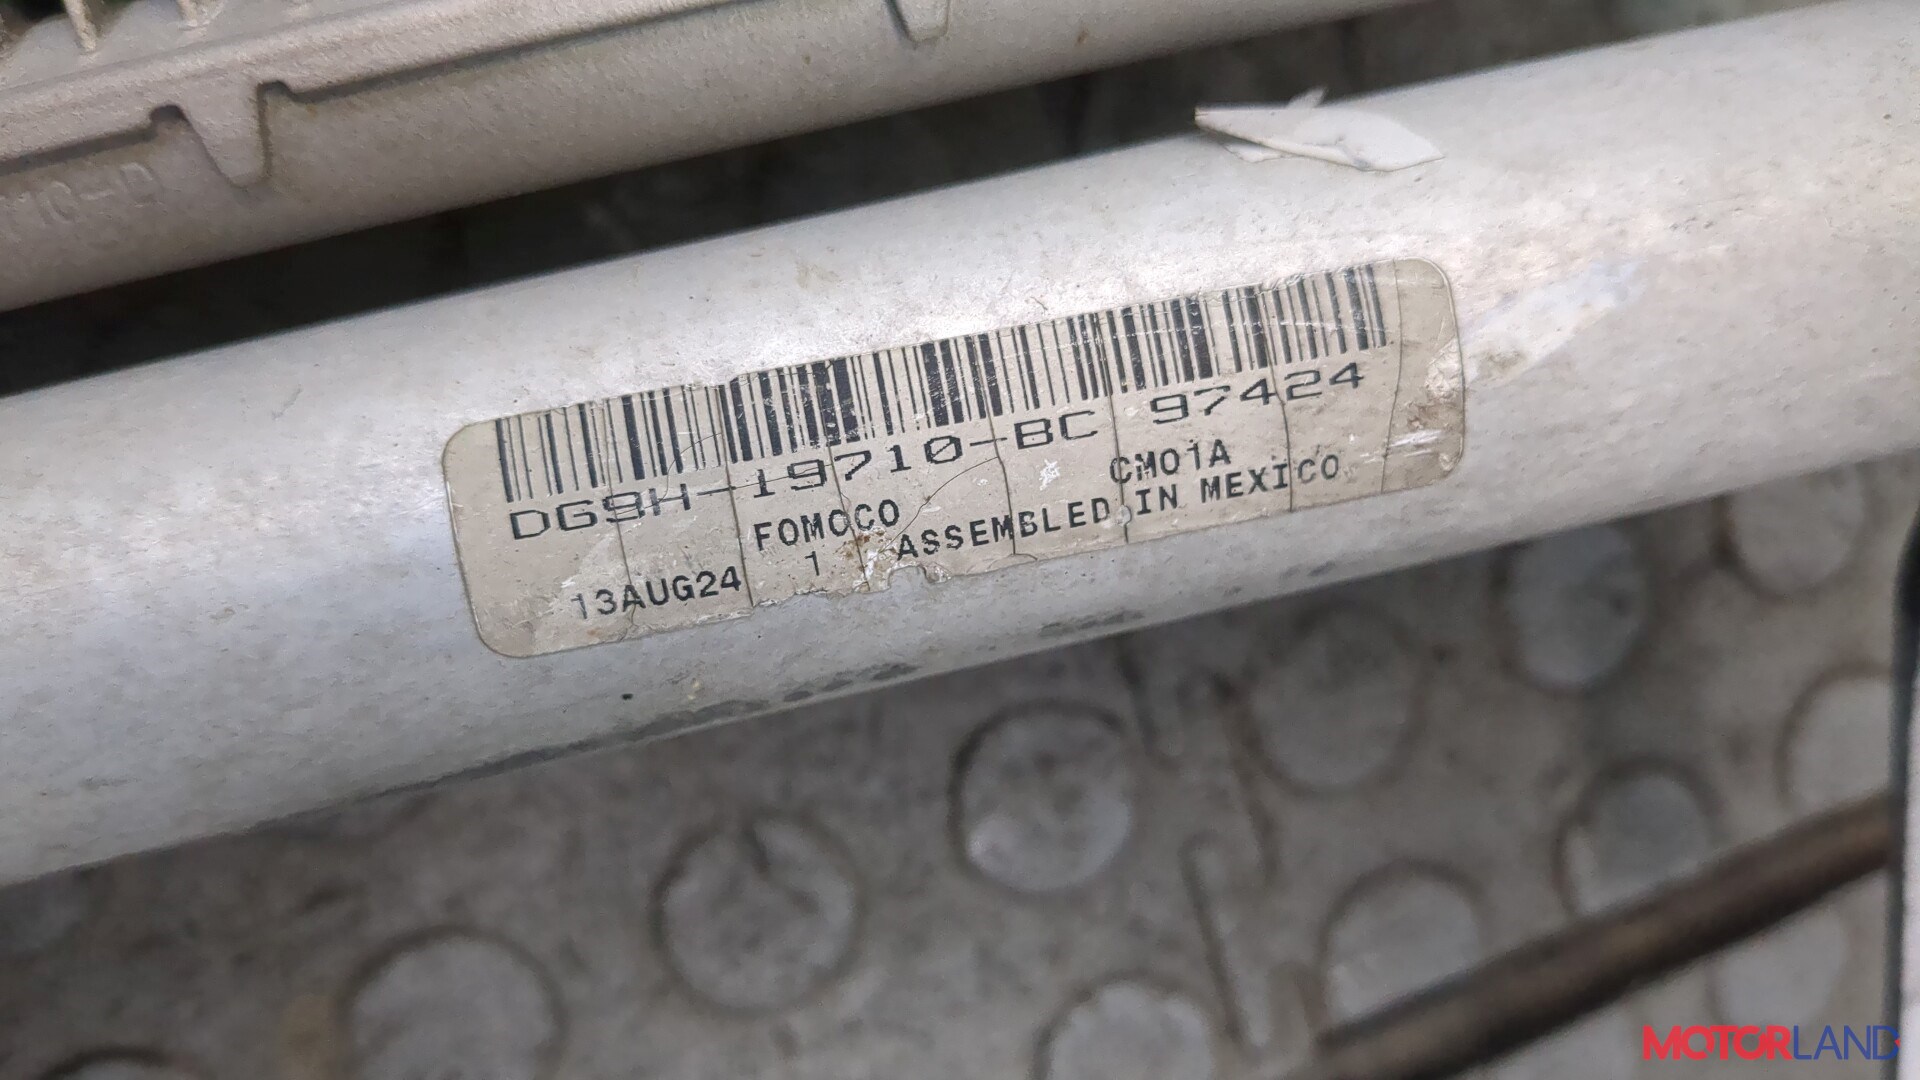 DG9H-19710-BC 97424
FOMOCO CM01A
13AUG24 1 ASSEMBLED IN MEXICO
MOTORLAND